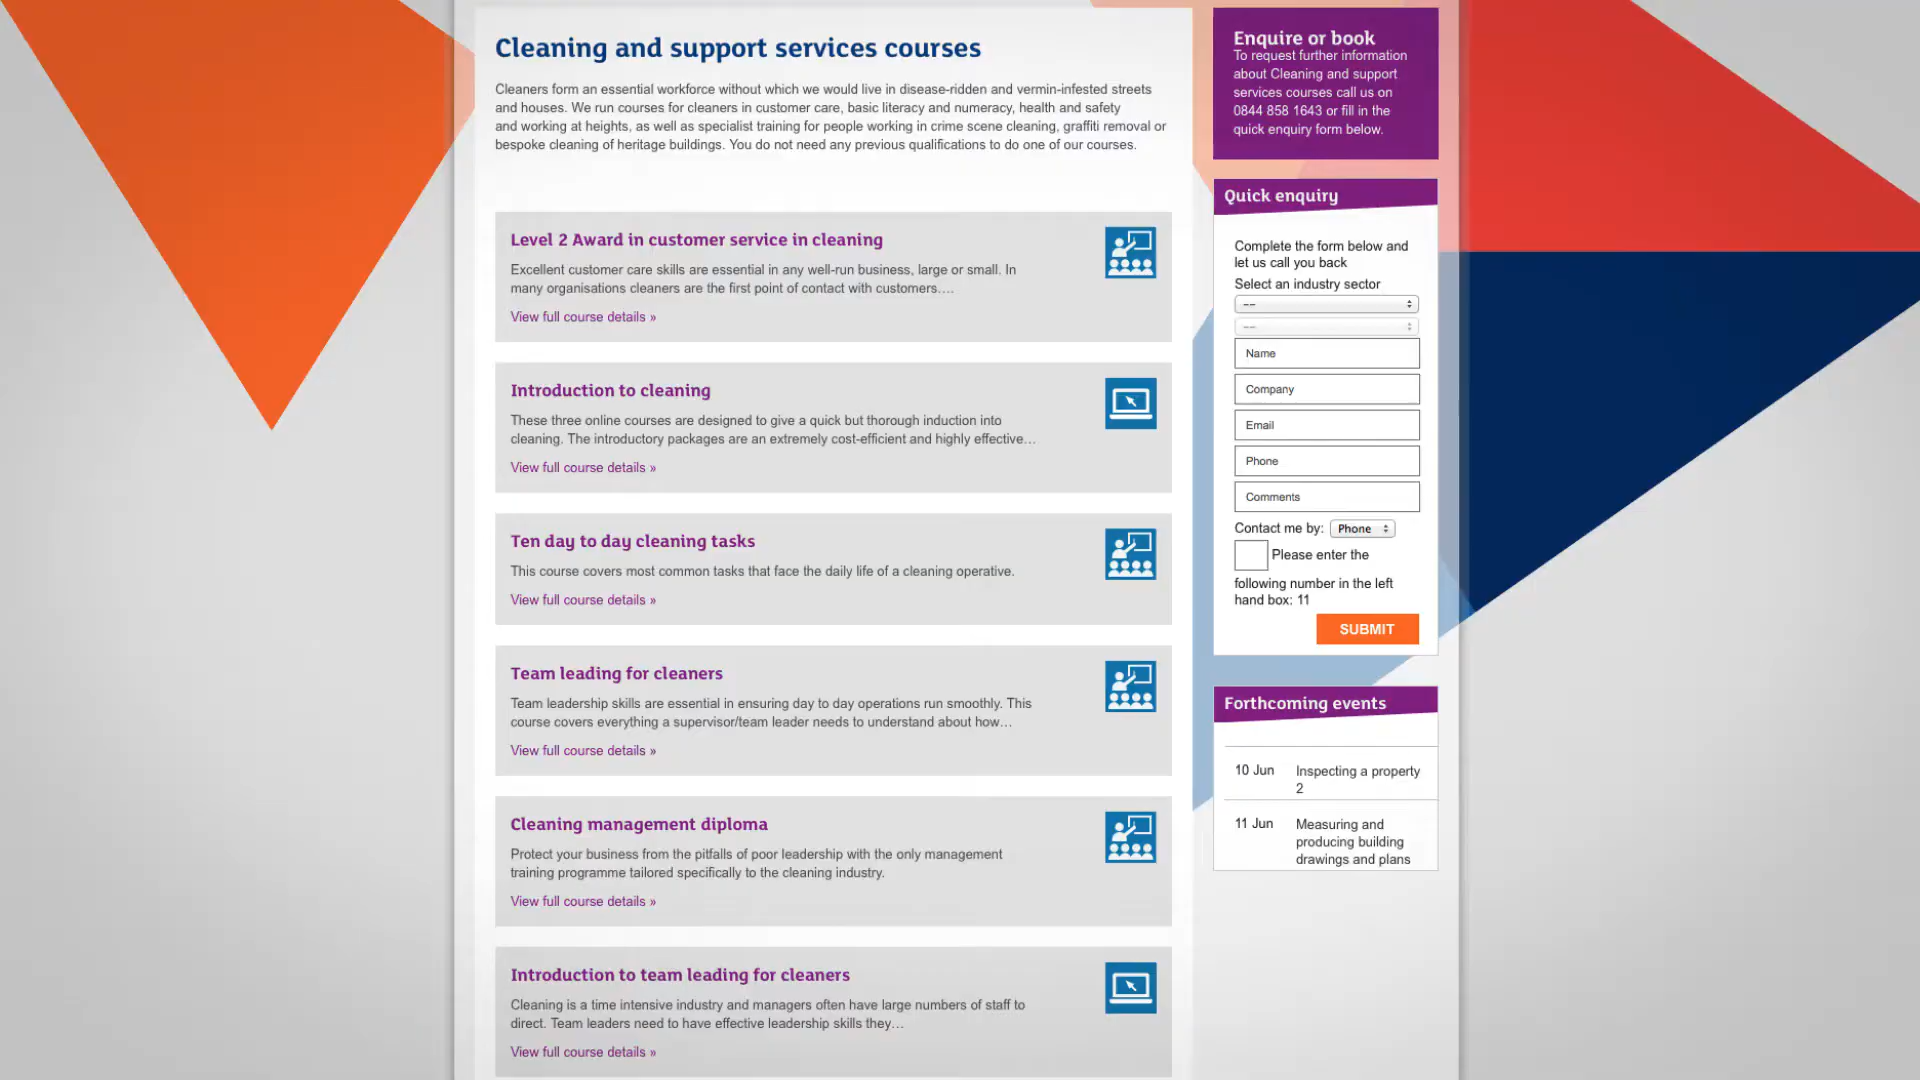 Cleaning and support services courses
Cleaners form an essential workforce without which we would live in disease-ridden and vermin-infested streets
and houses. We run courses for cleaners in customer care, basic literacy and numeracy, health and safety
and working at heights, as well as specialist training for people working in crime scene cleaning, graffiti removal or
bespoke cleaning of heritage buildings. You do not need any previous qualifications to do one of our courses.
Level 2 Award in customer service in cleaning
Excellent customer care skills are essential in any well-run business, large or small. In
many organisations cleaners are the first point of contact with customers….
View full course details »
Introduction to cleaning
These three online courses are designed to give a quick but thorough induction into
cleaning. The introductory packages are an extremely cost-efficient and highly effective…
View full course details »
Ten day to day cleaning tasks
This course covers most common tasks that face the daily life of a cleaning operative.
View full course details »
Team leading for cleaners
Team leadership skills are essential in ensuring day to day operations run smoothly. This
course covers everything a supervisor/team leader needs to understand about how…
View full course details »
Cleaning management diploma
Protect your business from the pitfalls of poor leadership with the only management
training programme tailored specifically to the cleaning industry.
View full course details »
Introduction to team leading for cleaners
Cleaning is a time intensive industry and managers often have large numbers of staff to
direct. Team leaders need to have effective leadership skills they…
View full course details »
Enquire or book
To request further information
about Cleaning and support
services courses call us on
0844 858 1643 or fill in the
quick enquiry form below.
Quick enquiry
Complete the form below and
let us call you back
Select an industry sector
--
--
Name
Company
Email
Phone
Comments
Contact me by: Phone
Please enter the
following number in the left
hand box: 11
SUBMIT
Forthcoming events
10 Jun Inspecting a property
2
11 Jun Measuring and
producing building
drawings and plans